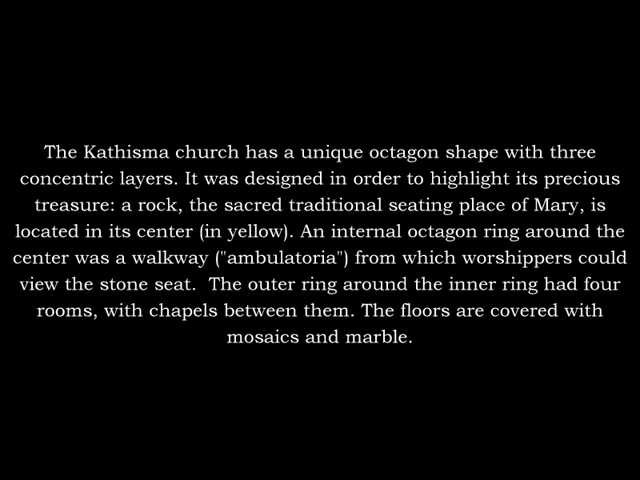 The Kathisma church has a unique octagon shape with three
concentric layers. It was designed in order to highlight its precious
treasure: a rock, the sacred traditional seating place of Mary, is
located in its center (in yellow). An internal octagon ring around the
center was a walkway ("ambulatoria") from which worshippers could
view the stone seat.  The outer ring around the inner ring had four
rooms, with chapels between them. The floors are covered with
mosaics and marble.